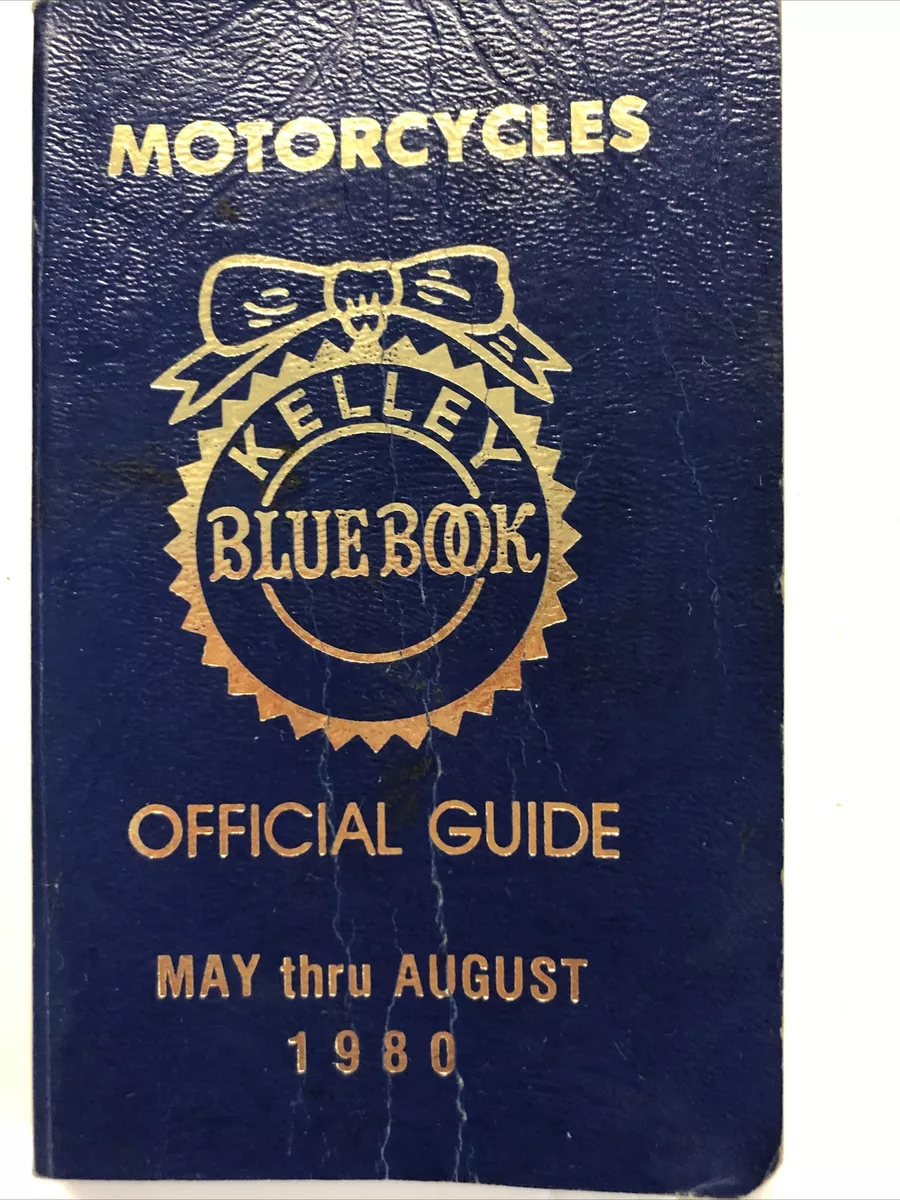 MOTORCYCLES
KELLEY
BLUE BOOK
OFFICIAL GUIDE
MAY thru AUGUST
1980